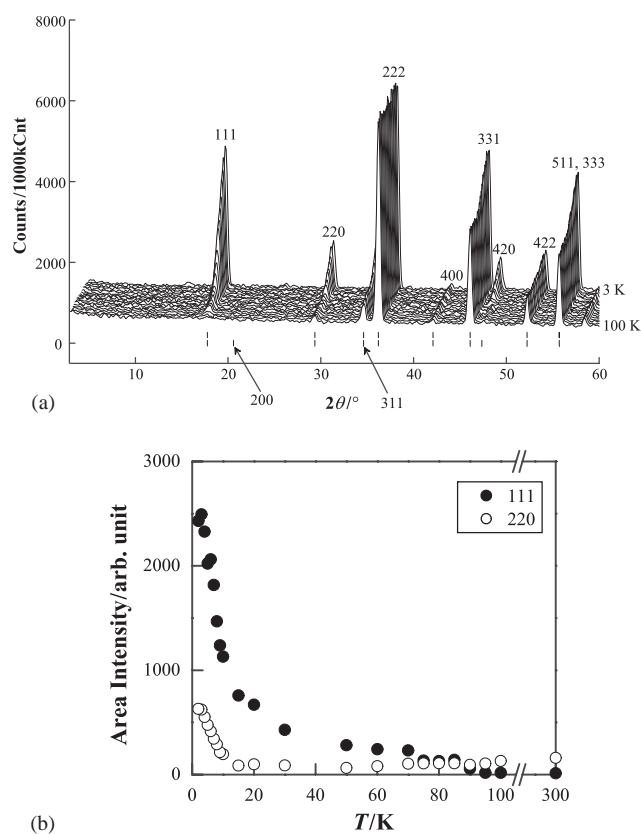 8000
6000
4000
2000
0
Counts/1000kCnt
111
220
222
400
331
420
422
511, 333
3 K
100 K
10 20 30 40 50 60
200
2θ/°
311
(a)
3000
2000
1000
0
Area Intensity/arb. unit
111
220
0 20 40 60 80 100 300
T/K
(b)